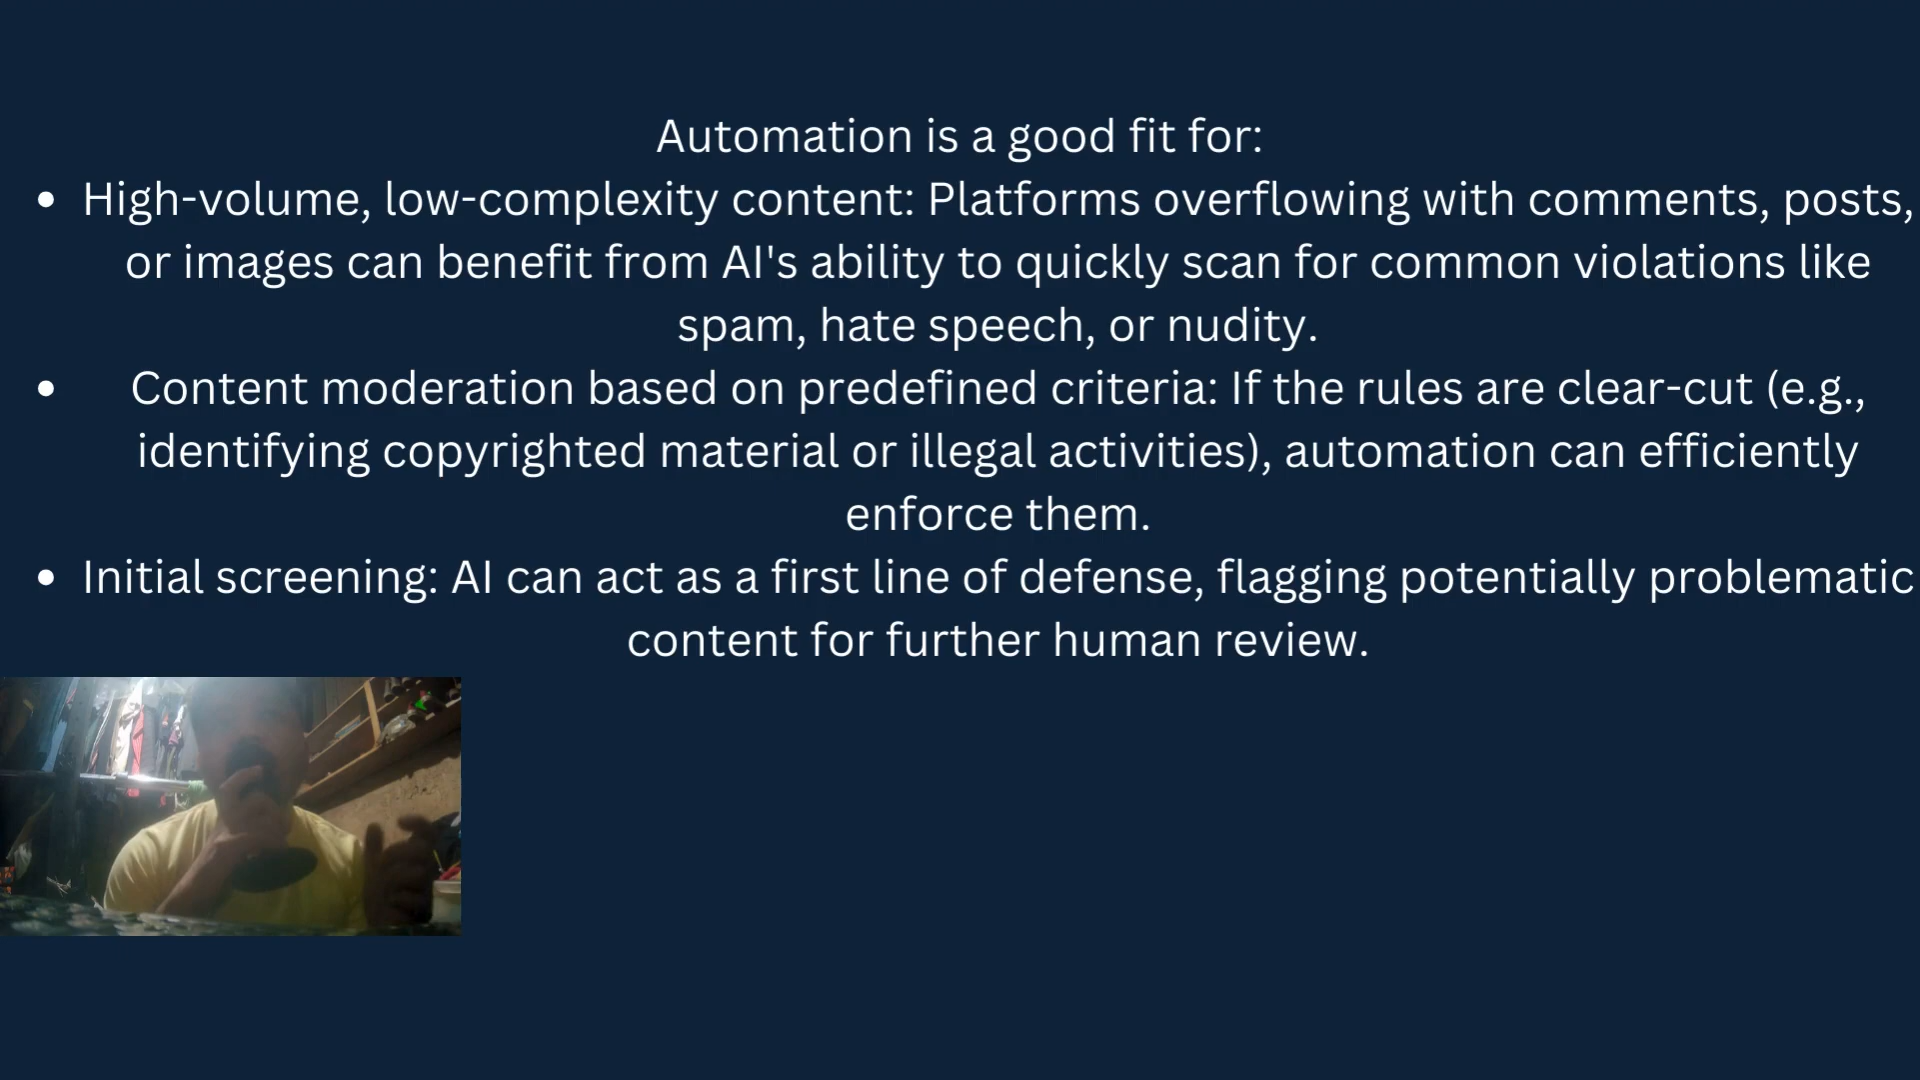 Automation is a good fit for:
• High-volume, low-complexity content: Platforms overflowing with comments, posts,
or images can benefit from AI's ability to quickly scan for common violations like
spam, hate speech, or nudity.
• Content moderation based on predefined criteria: If the rules are clear-cut (e.g.,
identifying copyrighted material or illegal activities), automation can efficiently
enforce them.
• Initial screening: AI can act as a first line of defense, flagging potentially problematic
content for further human review.